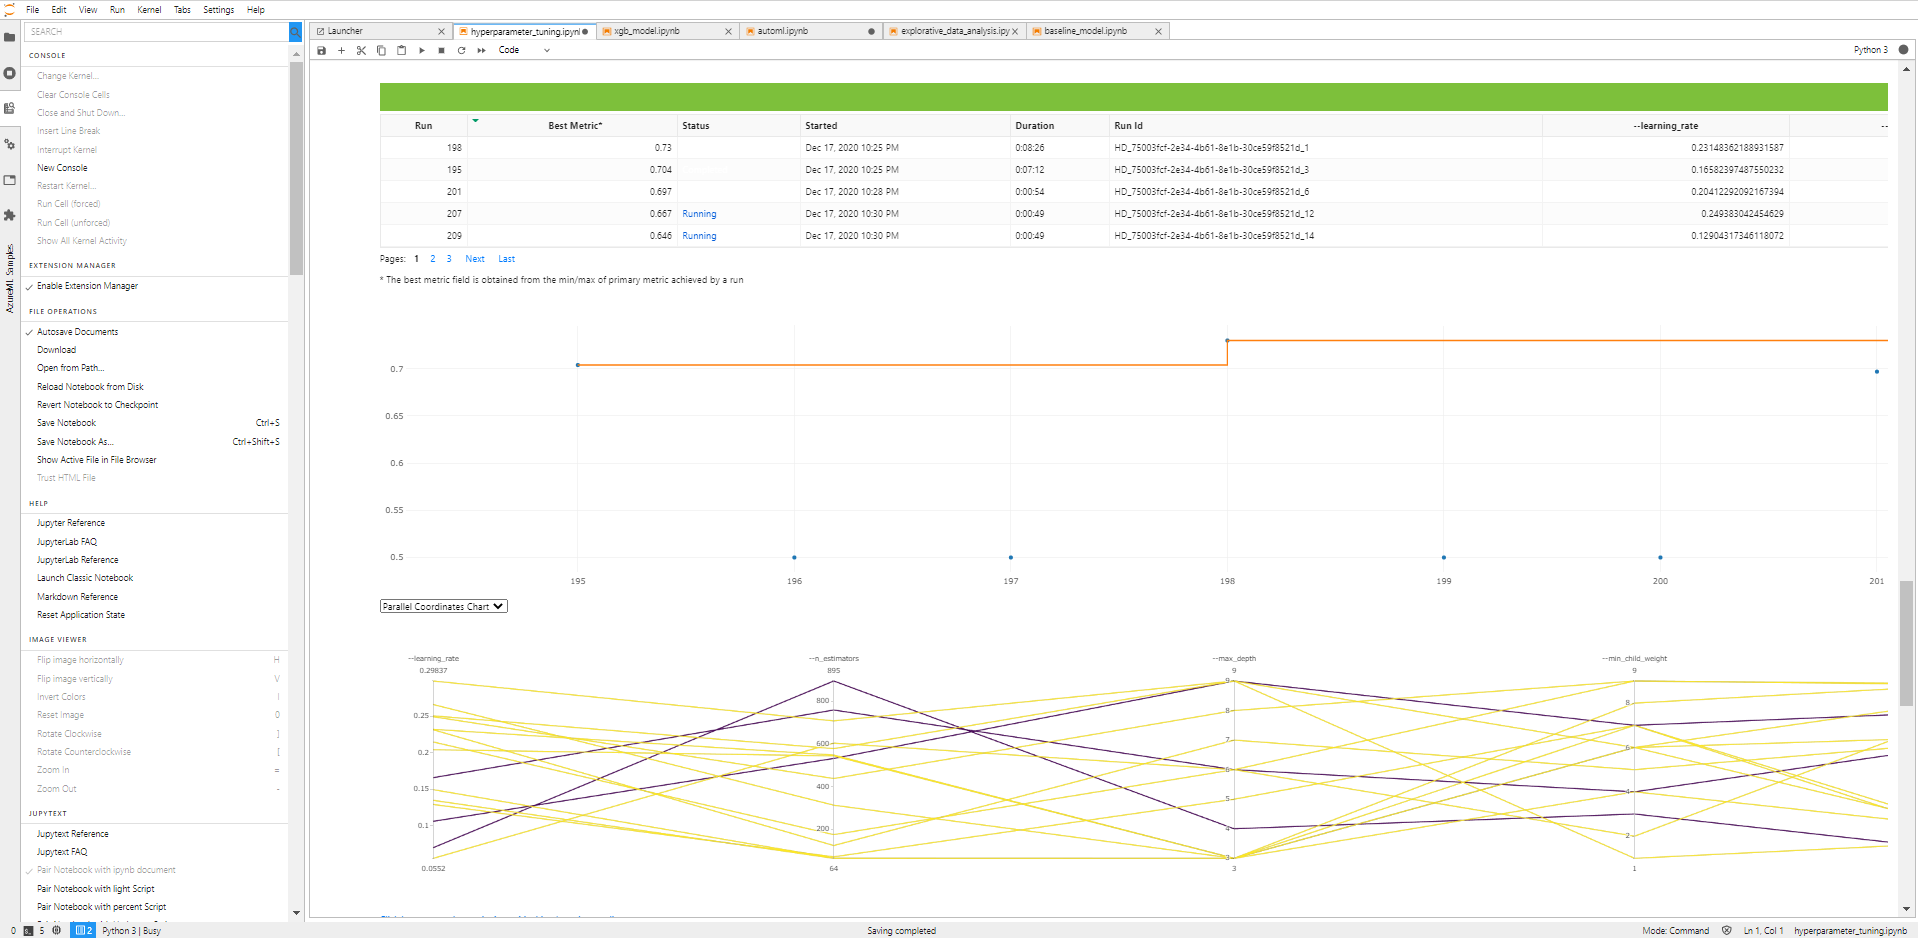 File Edit View Run Kernel Tabs Settings Help
SEARCH
CONSOLE
Change Kernel...
Clear Console Cells
Close and Shut Down...
Insert Line Break
Interrupt Kernel
New Console
Restart Kernel...
Run Cell (forced)
Run Cell (unforced)
Show All Kernel Activity
EXTENSION MANAGER
Enable Extension Manager
FILE OPERATIONS
Autosave Documents
Download
Open from Path...
Reload Notebook from Disk
Revert Notebook to Checkpoint
Save Notebook Ctrl+S
Save Notebook As... Ctrl+Shift+S
Show Active File in File Browser
Trust HTML File
HELP
Jupyter Reference
JupyterLab FAQ
JupyterLab Reference
Launch Classic Notebook
Markdown Reference
Reset Application State
IMAGE VIEWER
Flip image horizontally H
Flip image vertically V
Invert Colors I
Reset Image 0
Rotate Clockwise ]
Rotate Counterclockwise [
Zoom In =
Zoom Out -
JUPYTEXT
Jupytext Reference
Jupytext FAQ
Pair Notebook with ipynb document
Pair Notebook with light Script
Pair Notebook with percent Script
AzureML Samples
Launcher hyperparameter_tuning.ipynl xgb_model.ipynb automl.ipynb explorative_data_analysis.ipy baseline_model.ipynb
Code Python 3
Run Best Metric* Status Started Duration Run Id --learning_rate --
198 0.73 Dec 17, 2020 10:25 PM 0:08:26 HD_75003fcf-2e34-4b61-8e1b-30ce59f8521d_1 0.23148362188931587
195 0.704 Dec 17, 2020 10:25 PM 0:07:12 HD_75003fcf-2e34-4b61-8e1b-30ce59f8521d_3 0.16582397487550232
201 0.697 Dec 17, 2020 10:28 PM 0:00:54 HD_75003fcf-2e34-4b61-8e1b-30ce59f8521d_6 0.20412292092167394
207 0.667 Running Dec 17, 2020 10:30 PM 0:00:49 HD_75003fcf-2e34-4b61-8e1b-30ce59f8521d_12 0.249383042454629
209 0.646 Running Dec 17, 2020 10:30 PM 0:00:49 HD_75003fcf-2e34-4b61-8e1b-30ce59f8521d_14 0.12904317346118072
Pages: 1 2 3 Next Last
* The best metric field is obtained from the min/max of primary metric achieved by a run
0.7
0.65
0.6
0.55
0.5
195 196 197 198 199 200 201
Parallel Coordinates Chart
--learning_rate --n_estimators --max_depth --min_child_weight
0.29837 895 9 9
0.25
0.2
0.15
0.1
0.0552
800
600
400
200
64
9
8
7
6
5
4
3
3
8
6
4
2
1
0 5 2 Python 3 | Busy Saving completed Mode: Command Ln 1, Col 1 hyperparameter_tuning.ipynb